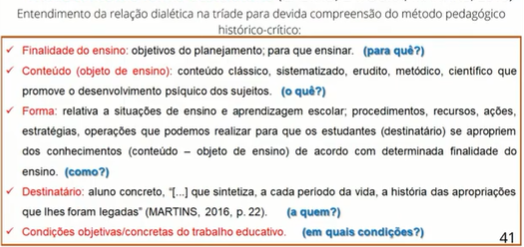 Entendimento da relação dialética na tríade para devida compreensão do método pedagógico
histórico-crítico:
✓ Finalidade do ensino: objetivos do planejamento; para que ensinar. (para quê?)
✓ Conteúdo (objeto de ensino): conteúdo clássico, sistematizado, erudito, metódico, científico que
promove o desenvolvimento psíquico dos sujeitos. (o quê?)
✓ Forma: relativa a situações de ensino e aprendizagem escolar; procedimentos, recursos, ações,
estratégias, operações que podemos realizar para que os estudantes (destinatário) se apropriem
dos conhecimentos (conteúdo – objeto de ensino) de acordo com determinada finalidade do
ensino. (como?)
✓ Destinatário: aluno concreto, "[...] que sintetiza, a cada período da vida, a história das apropriações
que lhes foram legadas" (MARTINS, 2016, p. 22). (a quem?)
✓ Condições objetivas/concretas do trabalho educativo. (em quais condições?)
41